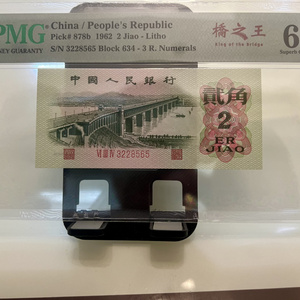 PMG
China / People's Republic
Pick# 878b 1962 2 Jiao - Litho
S/N 3228565 Block 634 - 3 R. Numerals
橋之王
King of the Bridge
6
中國人民銀行
貳角
2
ER
JIAO
3228565